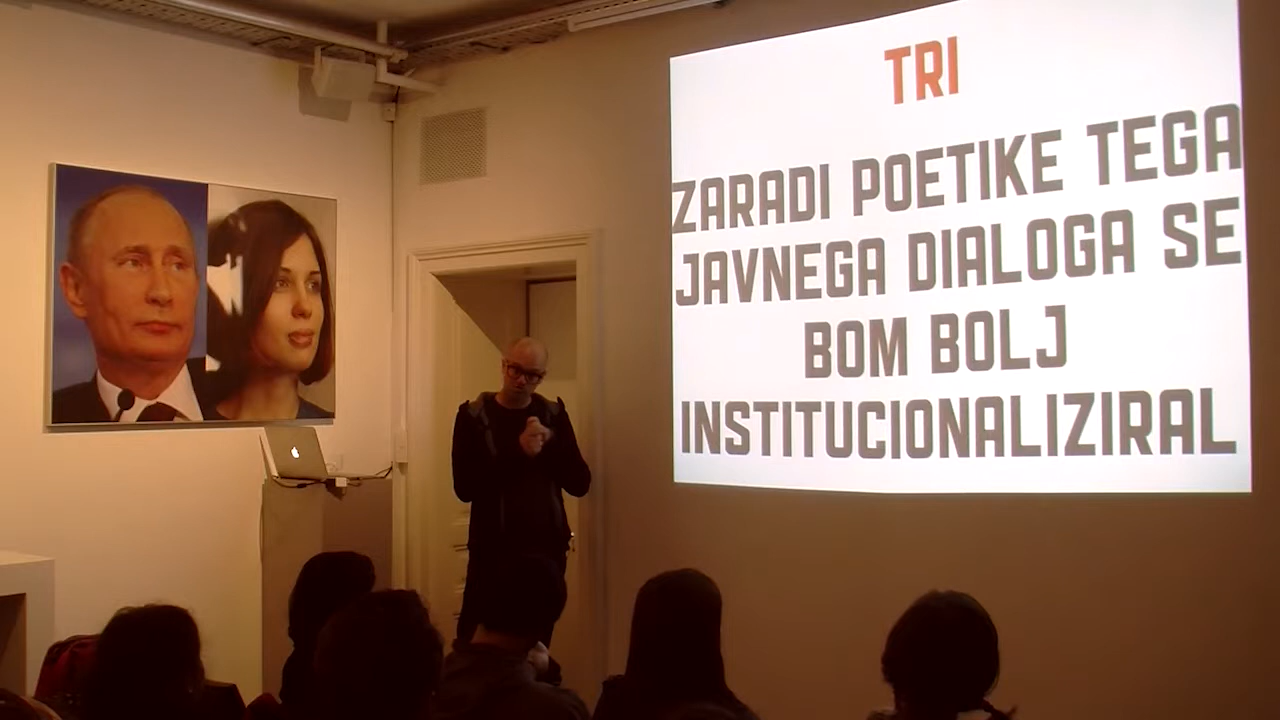 TRI
ZARADI POETIKE TEGA
JAVNEGA DIALOGA SE
BOM BOLJ
INSTITUCIONALIZIRAL